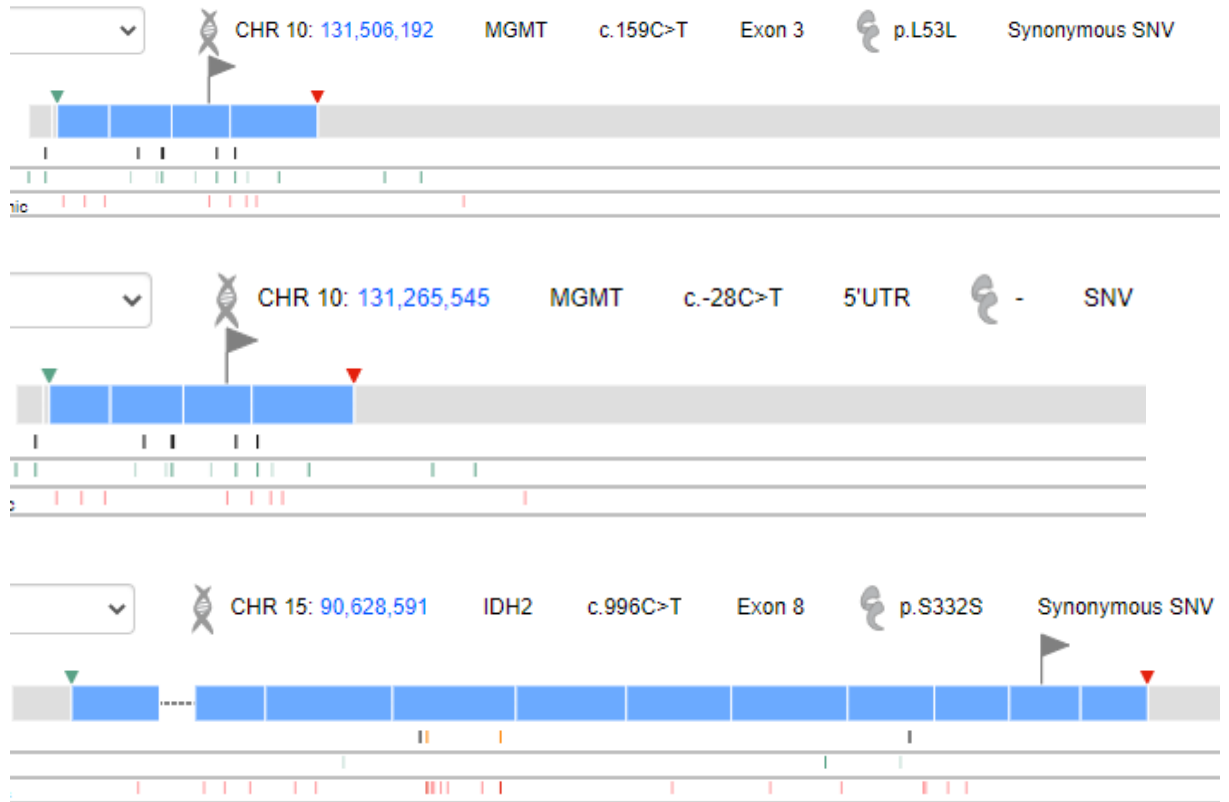 CHR 10: 131,506,192 MGMT c.159C>T Exon 3 p.L53L Synonymous SNV
nic
CHR 10: 131,265,545 MGMT c.-28C>T 5'UTR - SNV
c
CHR 15: 90,628,591 IDH2 c.996C>T Exon 8 p.S332S Synonymous SNV